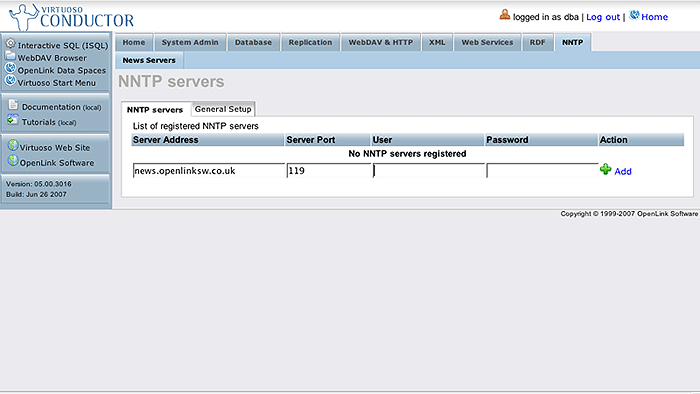 VIRTUOSO
CONDUCTOR
logged in as dba | Log out | Home
Interactive SQL (ISQL)
WebDAV Browser
OpenLink Data Spaces
Virtuoso Start Menu
Documentation (local)
Tutorials (local)
Virtuoso Web Site
OpenLink Software
Version: 05.00.3016
Build: Jun 26 2007
Home System Admin Database Replication WebDAV & HTTP XML Web Services RDF NNTP
News Servers
NNTP servers
NNTP servers General Setup
List of registered NNTP servers
Server Address Server Port User Password Action
No NNTP servers registered
news.openlinksw.co.uk 119 Add
Copyright © 1999-2007 OpenLink Software